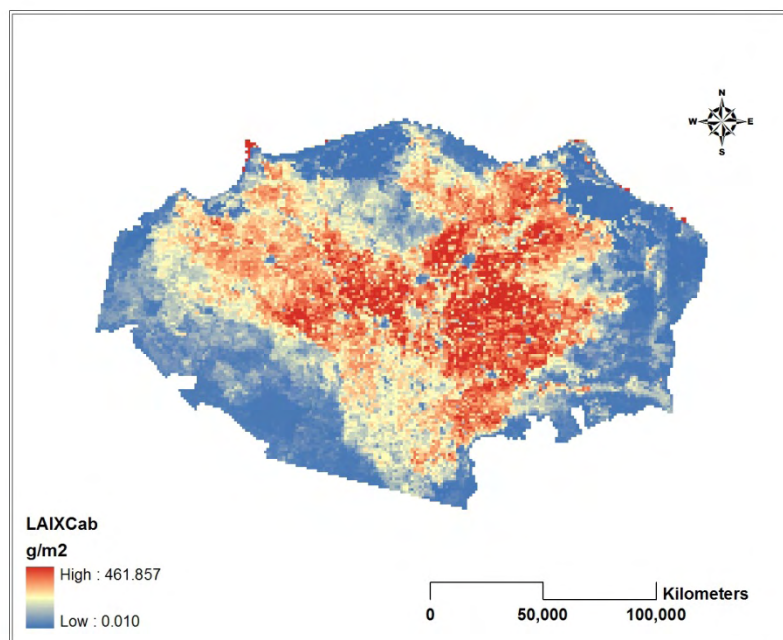 N
W E
S
LAIXCab
g/m2
High : 461.857
Low : 0.010
Kilometers
0 50,000 100,000